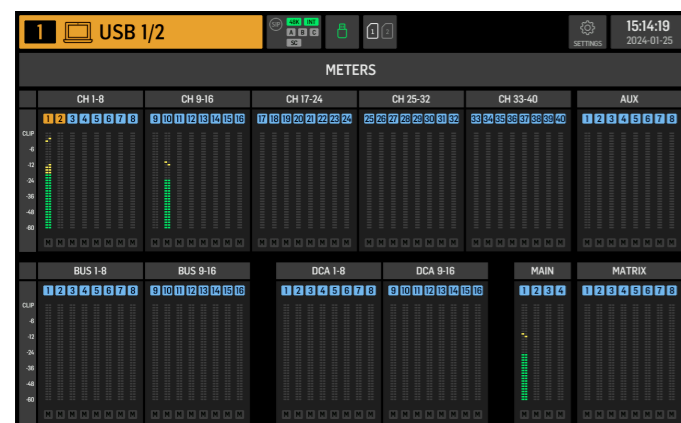 1 USB 1/2
SIP 48K INT
A B C
SC
1 2
SETTINGS
15:14:19
2024-01-25
METERS
CH 1-8 CH 9-16 CH 17-24 CH 25-32 CH 33-40 AUX
1 2 3 4 5 6 7 8 9 10 11 12 13 14 15 16 17 18 19 20 21 22 23 24 25 26 27 28 29 30 31 32 33 34 35 36 37 38 39 40 1 2 3 4 5 6 7 8
CLIP
-6
-12
-24
-36
-48
-60
M M M M M M M M M M M M M M M M M M M M M M M M M M M M M M M M M M M M M M M M M M M M M M M M
BUS 1-8 BUS 9-16 DCA 1-8 DCA 9-16 MAIN MATRIX
1 2 3 4 5 6 7 8 9 10 11 12 13 14 15 16 1 2 3 4 5 6 7 8 9 10 11 12 13 14 15 16 1 2 3 4 1 2 3 4 5 6 7 8
CLIP
-6
-12
-24
-36
-48
-60
M M M M M M M M M M M M M M M M M M M M M M M M M M M M M M M M M M M M M M M M M M M M